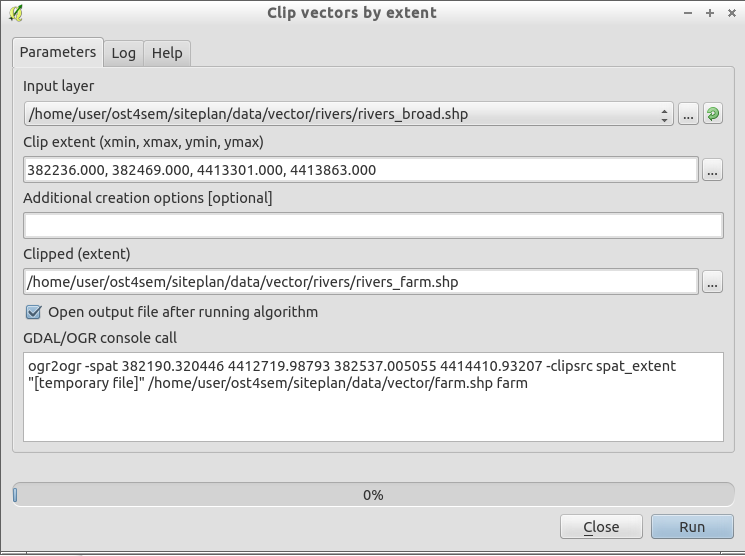 Clip vectors by extent
Parameters
Log
Help
Input layer
/home/user/ost4sem/siteplan/data/vector/rivers/rivers_broad.shp
...
Clip extent (xmin, xmax, ymin, ymax)
382236.000, 382469.000, 4413301.000, 4413863.000
...
Additional creation options [optional]
Clipped (extent)
/home/user/ost4sem/siteplan/data/vector/rivers/rivers_farm.shp
...
Open output file after running algorithm
GDAL/OGR console call
ogr2ogr -spat 382190.320446 4412719.98793 382537.005055 4414410.93207 -clipsrc spat_extent
"[temporary file]" /home/user/ost4sem/siteplan/data/vector/farm.shp farm
0%
Close
Run